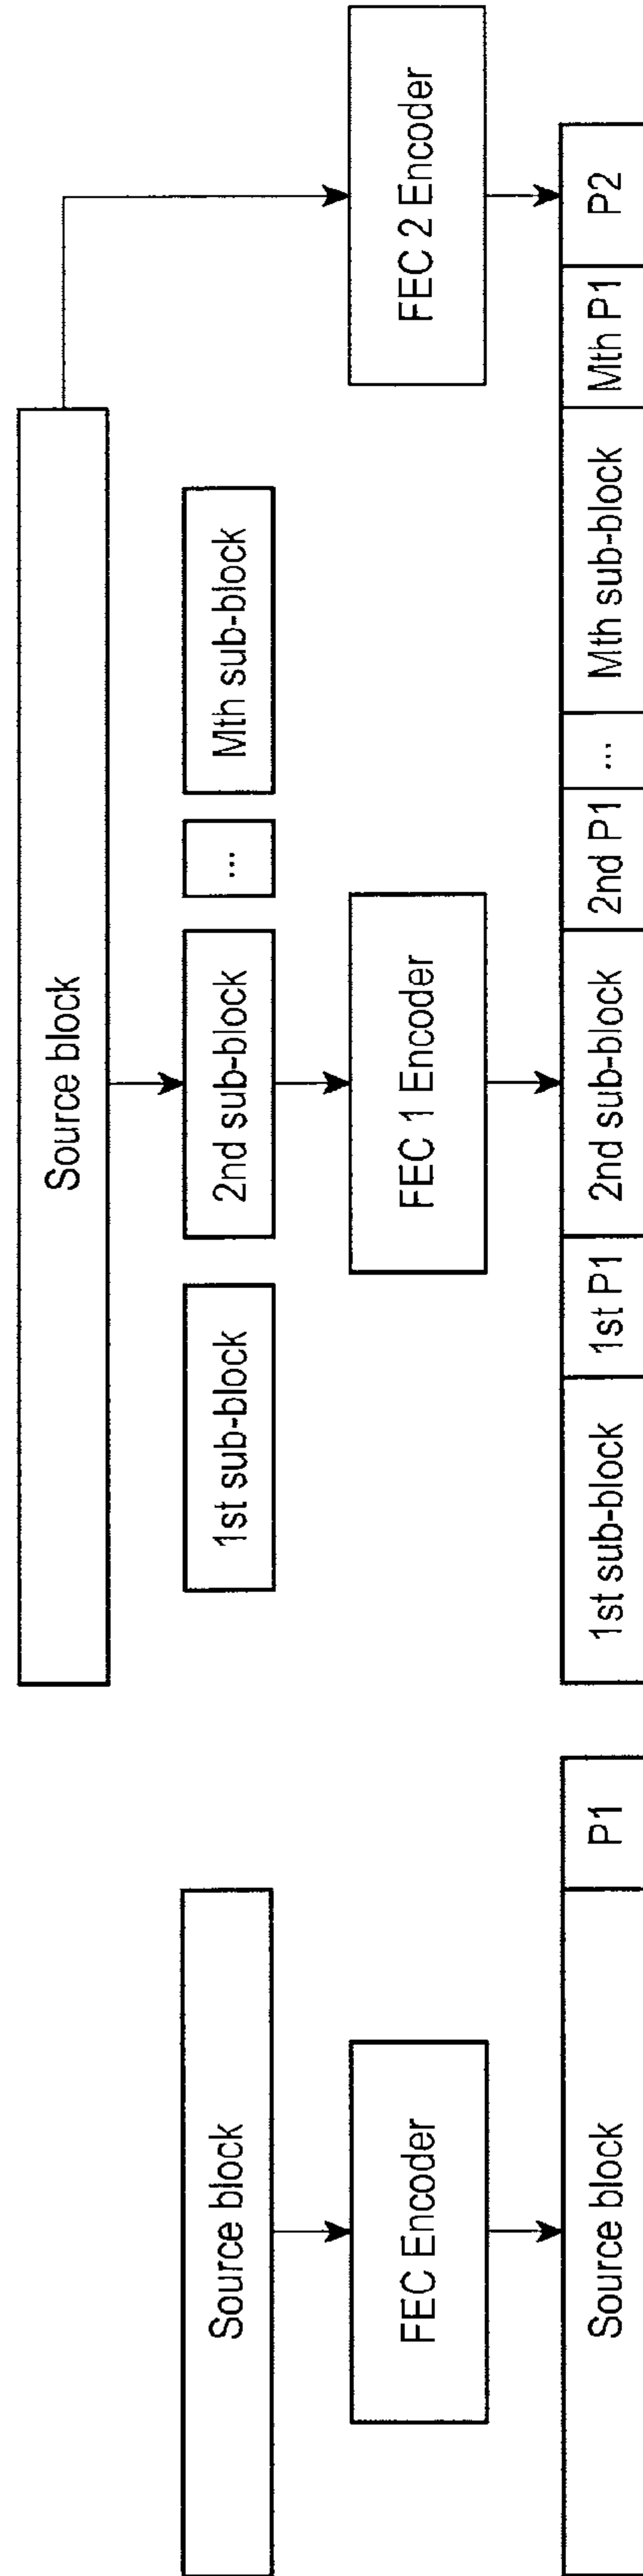 Source block
FEC Encoder
Source block
P1
Source block
1st sub-block
2nd sub-block
...
Mth sub-block
FEC 1 Encoder
FEC 2 Encoder
1st sub-block
1st P1
2nd sub-block
2nd P1
...
Mth sub-block
Mth P1
P2